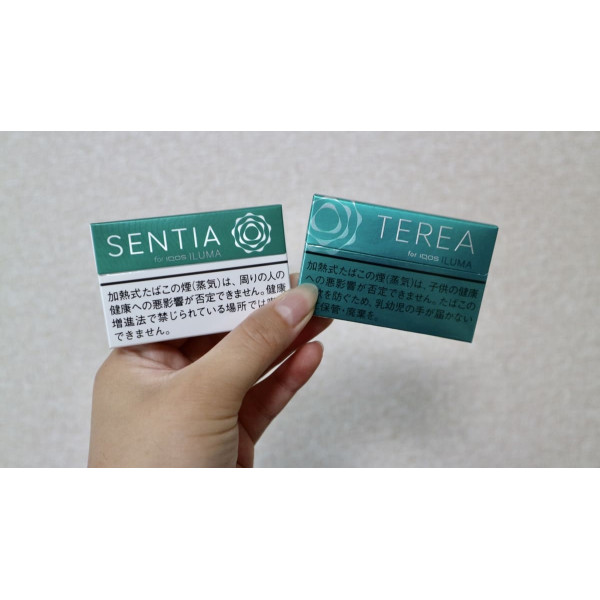 SENTIA
for IQOS ILUMA
加熱式たばこの煙(蒸気)は、周りの人の
健康への悪影響が否定できません。健康
増進法で禁じられている場所では
できません。
TEREA
for IQOS ILUMA
加熱式たばこの煙(蒸気)は、子供の健康
への悪影響が否定できません。たばこの
を防ぐため、乳幼児の手が届かない
保管・廃棄を。